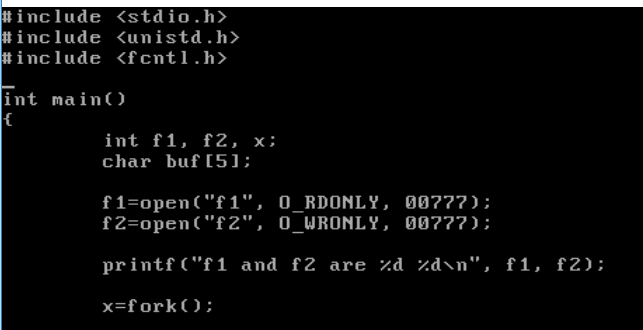 #include <stdio.h>
#include <unistd.h>
#include <fcntl.h>
int main()
{
int f1, f2, x;
char buf[5];
f1=open("f1", O_RDONLY, 00777);
f2=open("f2", O_WRONLY, 00777);
printf("f1 and f2 are %d %d\n", f1, f2);
x=fork();